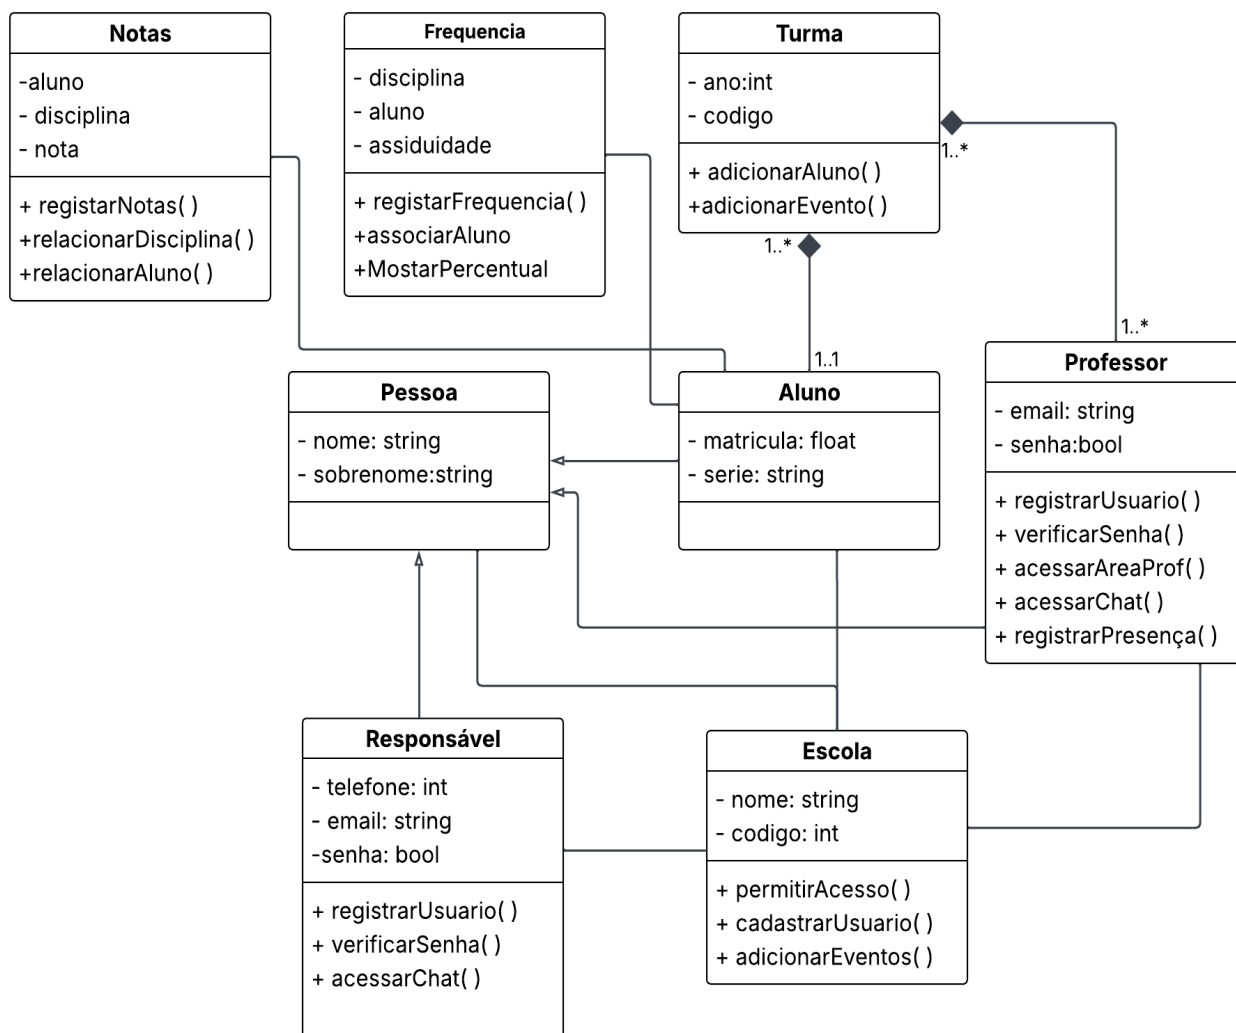 Notas
-aluno
- disciplina
- nota
+ registarNotas( )
+relacionarDisciplina( )
+relacionarAluno( )
Frequencia
- disciplina
- aluno
- assiduidade
+ registarFrequencia( )
+associarAluno
+MostarPercentual
Turma
- ano:int
- codigo
+ adicionarAluno( )
+adicionarEvento( )
1..*
1..*
1..*
1..1
Pessoa
- nome: string
- sobrenome:string
Aluno
- matricula: float
- serie: string
Professor
- email: string
- senha:bool
+ registrarUsuario( )
+ verificarSenha( )
+ acessarAreaProf( )
+ acessarChat( )
+ registrarPresença( )
Responsável
- telefone: int
- email: string
-senha: bool
+ registrarUsuario( )
+ verificarSenha( )
+ acessarChat( )
Escola
- nome: string
- codigo: int
+ permitirAcesso( )
+ cadastrarUsuario( )
+ adicionarEventos( )